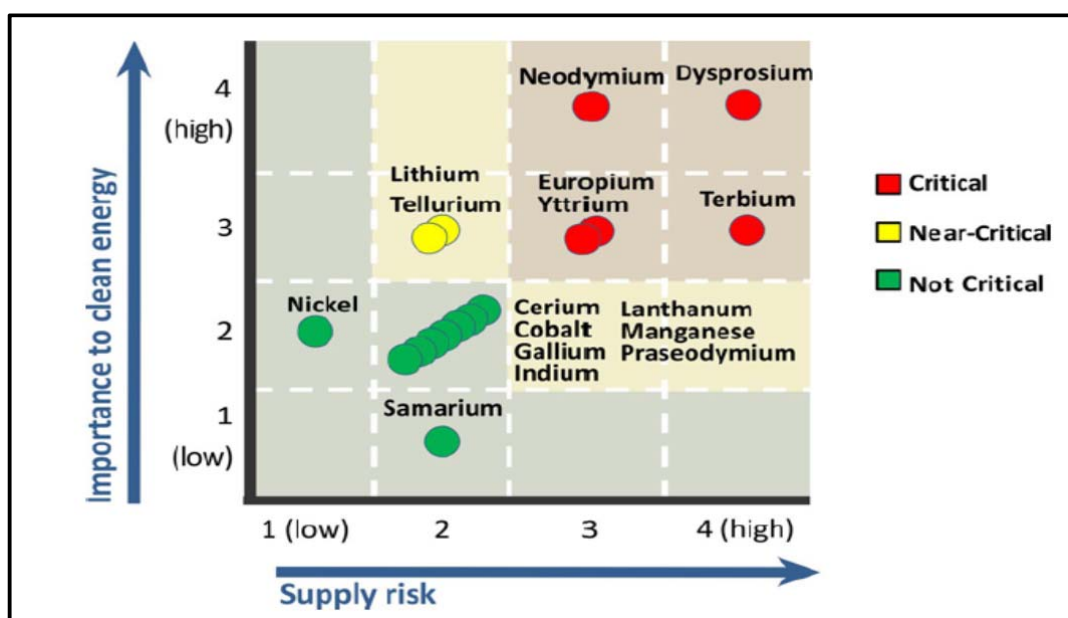 Importance to clean energy
4
(high)
3
2
1
(low)
Neodymium
Dysprosium
Lithium
Tellurium
Europium
Yttrium
Terbium
Nickel
Cerium
Cobalt
Gallium
Indium
Lanthanum
Manganese
Praseodymium
Samarium
1 (low)
2
3
4 (high)
Supply risk
Critical
Near-Critical
Not Critical